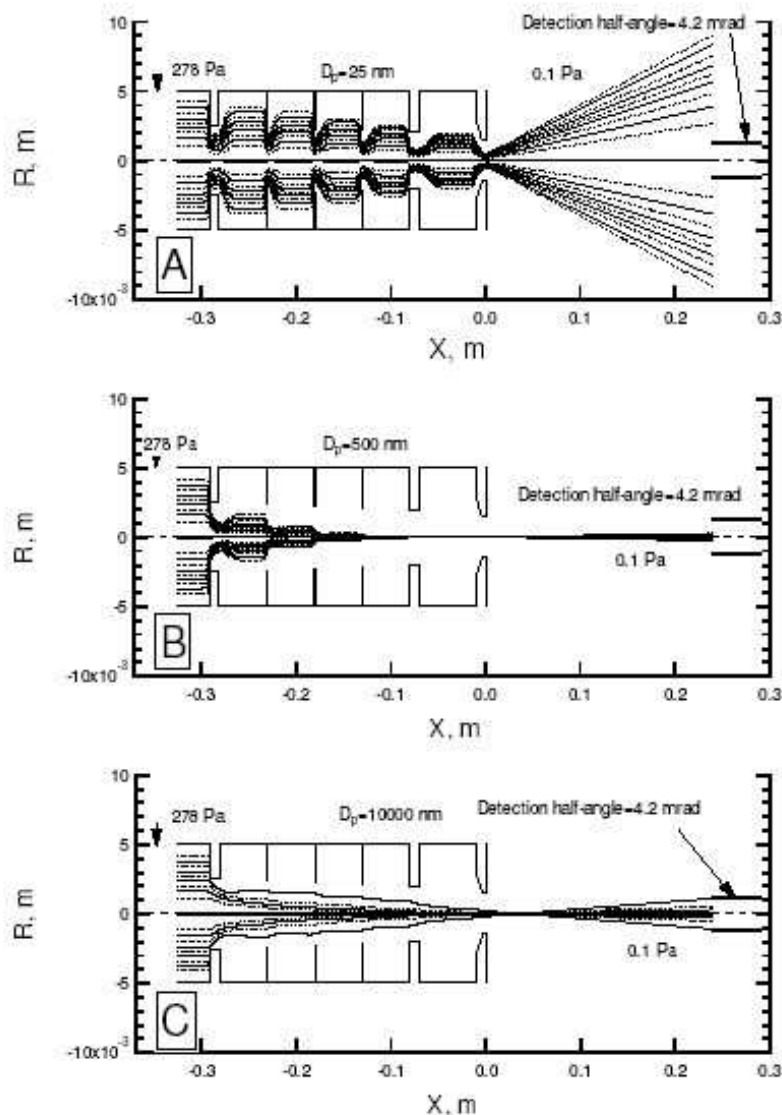 10
Detection half-angle=4.2 mrad
278 Pa
Dp=25 nm
0.1 Pa
5
R, m
0
-5
A
-10x10-3
-0.3 -0.2 -0.1 0.0 0.1 0.2 0.3
X, m
10
278 Pa
Dp=500 nm
5
Detection half-angle=4.2 mrad
R, m
0
0.1 Pa
-5
B
-10x10-3
-0.3 -0.2 -0.1 0.0 0.1 0.2 0.3
X, m
10
278 Pa
Dp=10000 nm
Detection half-angle=4.2 mrad
5
R, m
0
0.1 Pa
-5
C
-10x10-3
-0.3 -0.2 -0.1 0.0 0.1 0.2 0.3
X, m